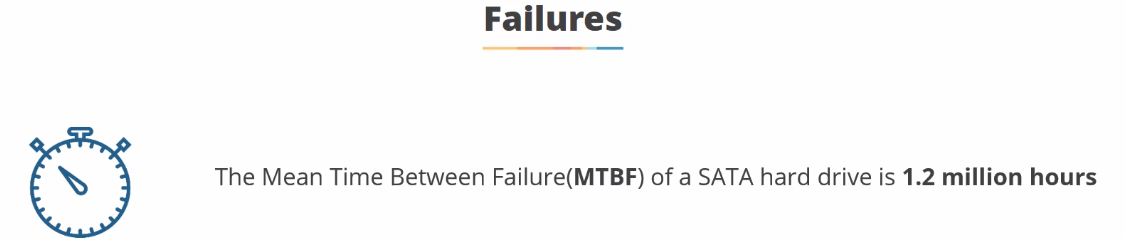 Failures
The Mean Time Between Failure(MTBF) of a SATA hard drive is 1.2 million hours